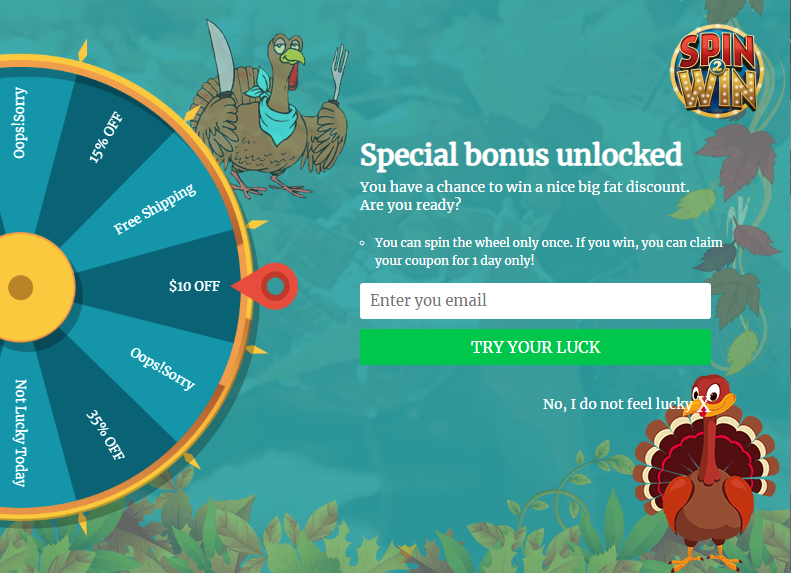 Oops!Sorry
15% OFF
Free Shipping
$10 OFF
Oops!Sorry
35% OFF
Not Lucky Today
SPIN
2
WIN
Special bonus unlocked
You have a chance to win a nice big fat discount.
Are you ready?
You can spin the wheel only once. If you win, you can claim
your coupon for 1 day only!
Enter you email
TRY YOUR LUCK
No, I do not feel lucky X